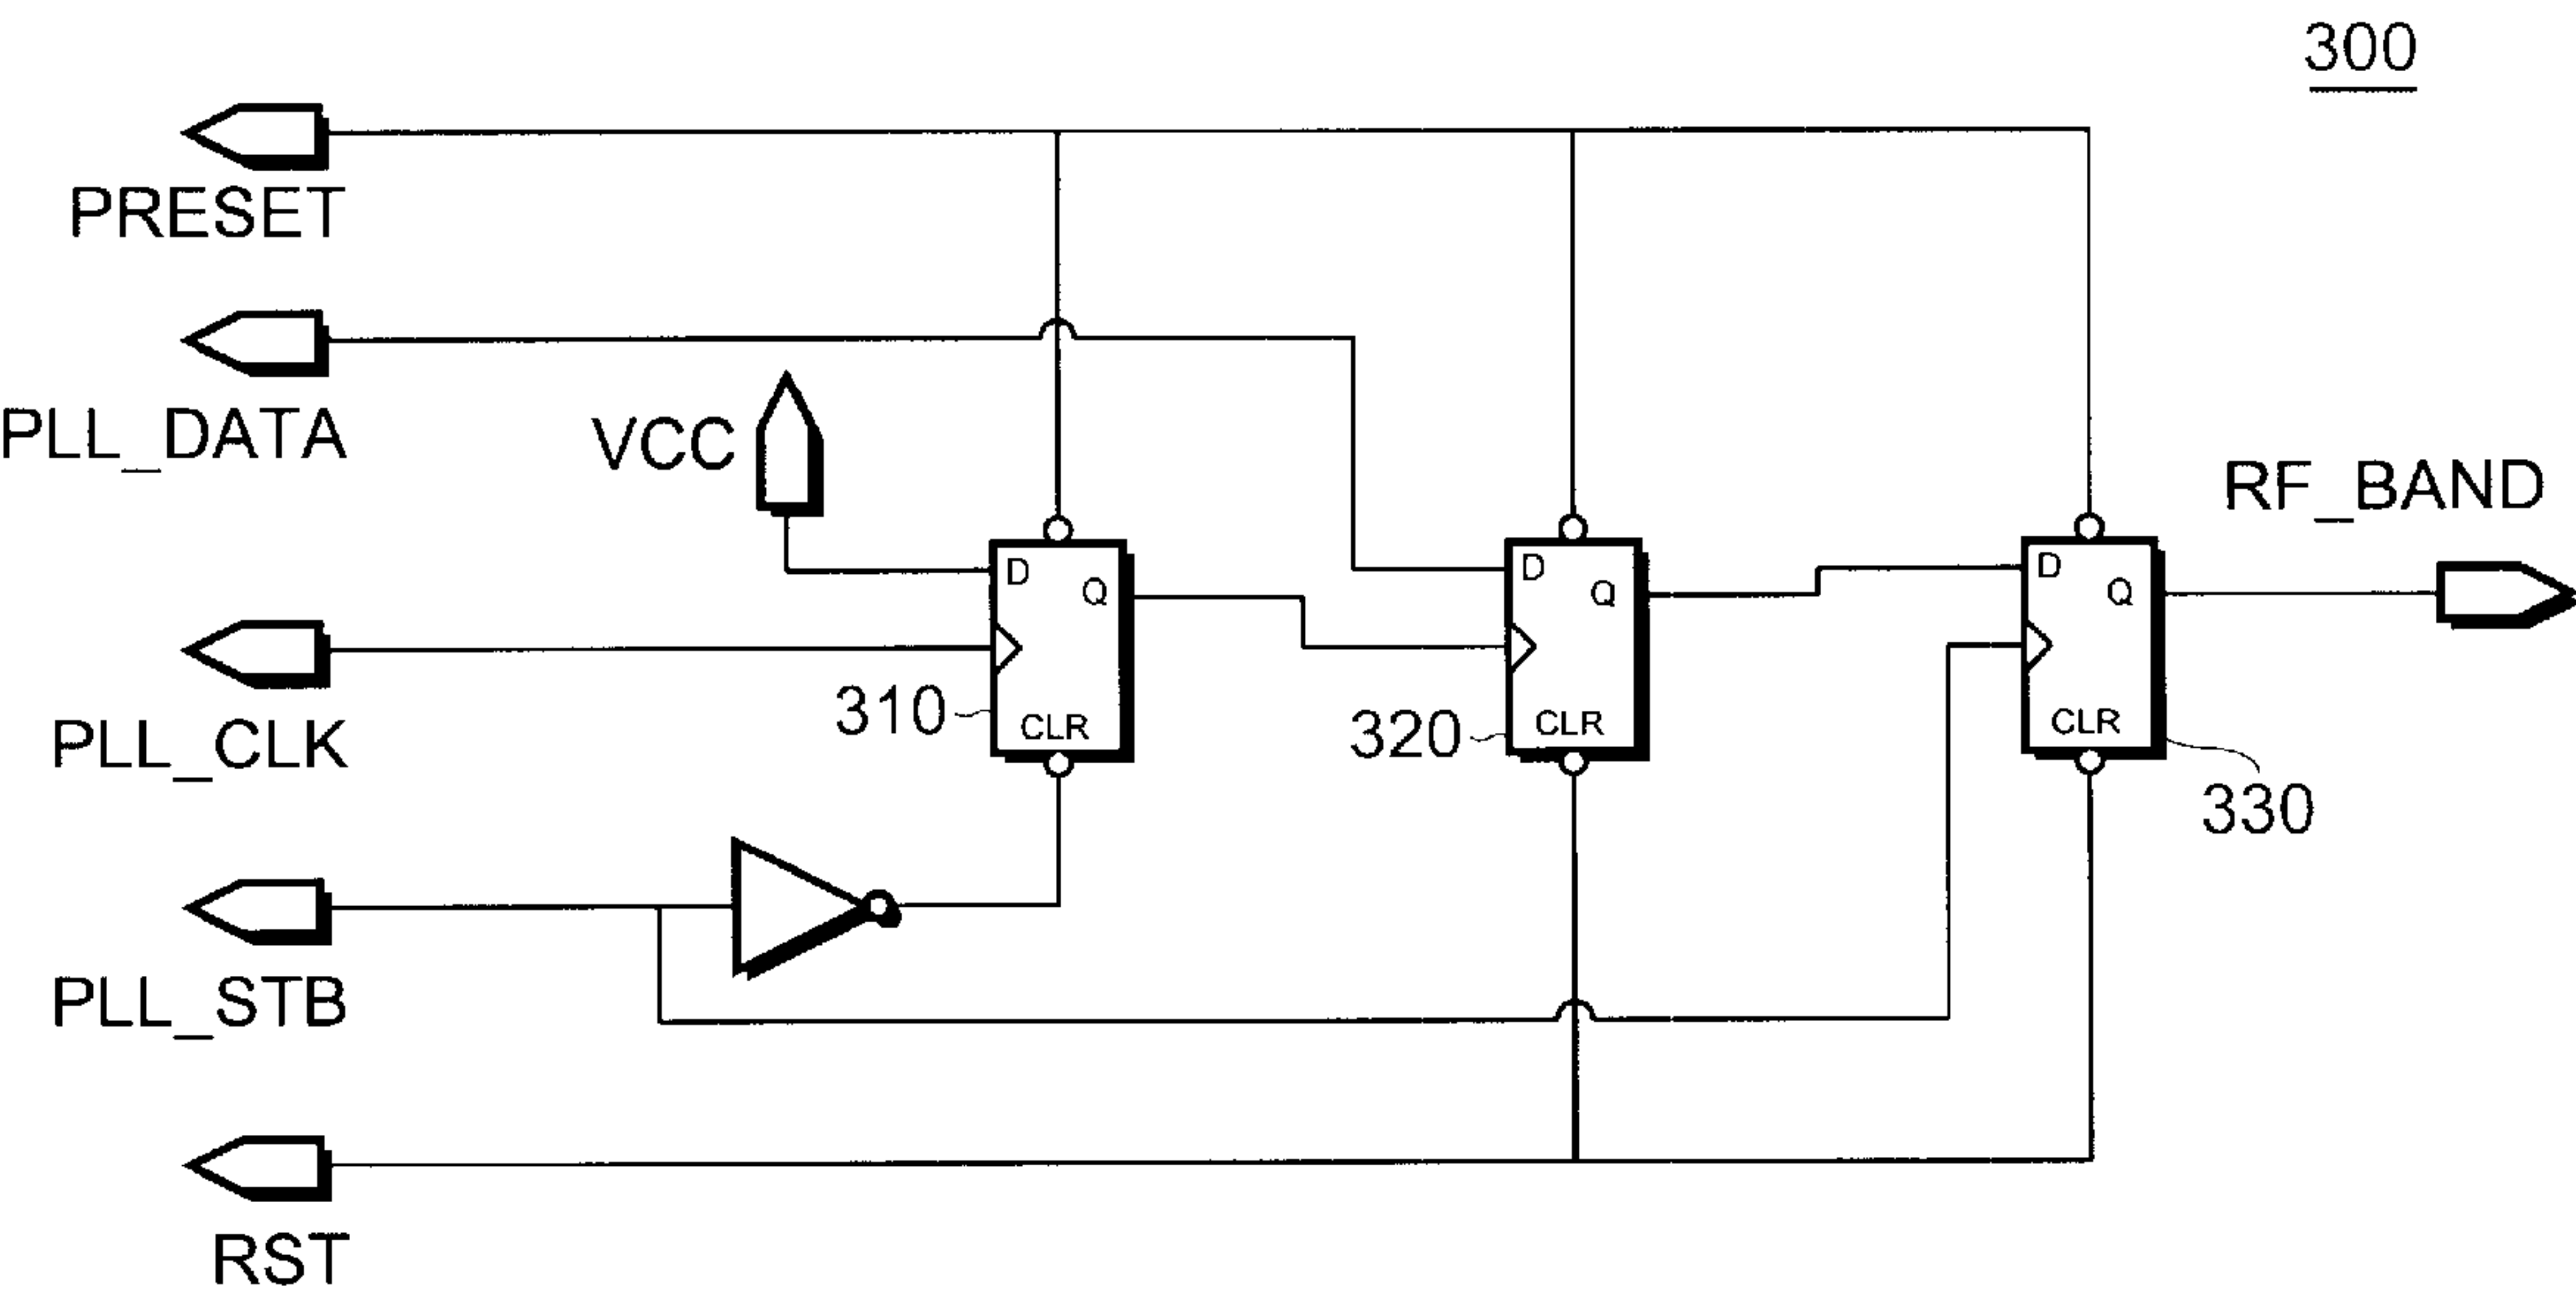 300
PRESET
PLL_DATA
VCC
RF_BAND
D
Q
D
Q
D
Q
310
CLR
320
CLR
CLR
330
PLL_CLK
PLL_STB
RST